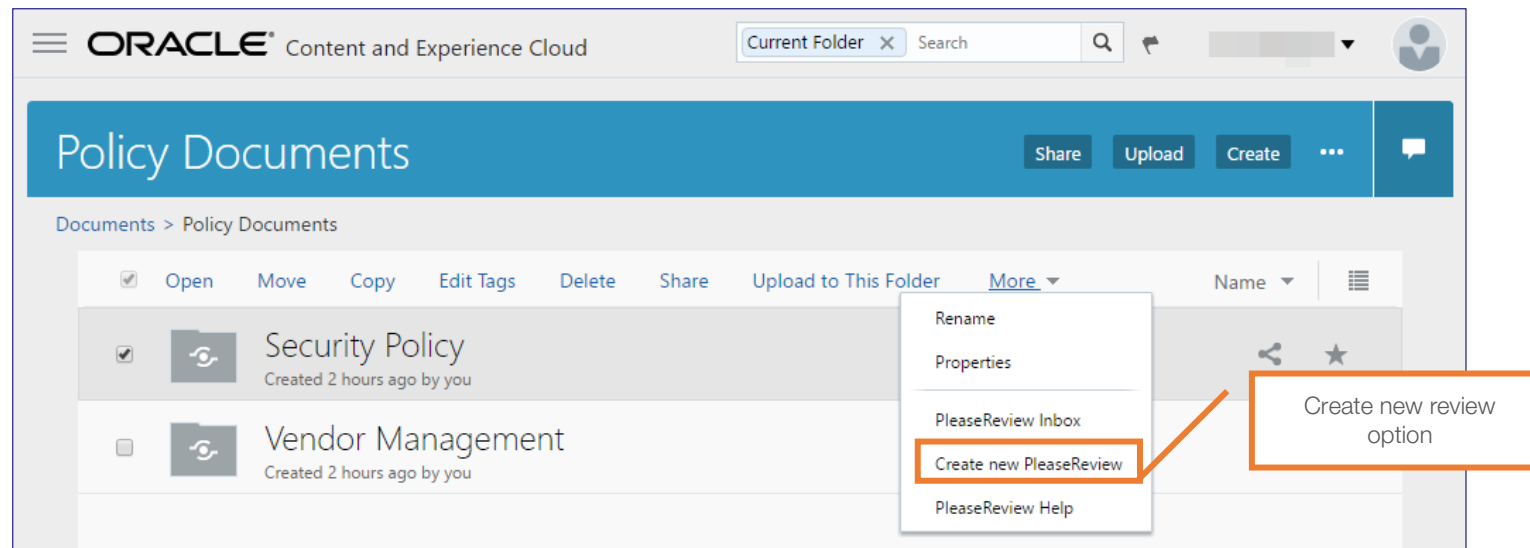 ORACLE® Content and Experience Cloud
Current Folder × Search
Policy Documents
Share Upload Create •••
Documents > Policy Documents
Open Move Copy Edit Tags Delete Share Upload to This Folder More Name
Security Policy
Created 2 hours ago by you
Vendor Management
Created 2 hours ago by you
Rename
Properties
PleaseReview Inbox
Create new PleaseReview
PleaseReview Help
Create new review
option